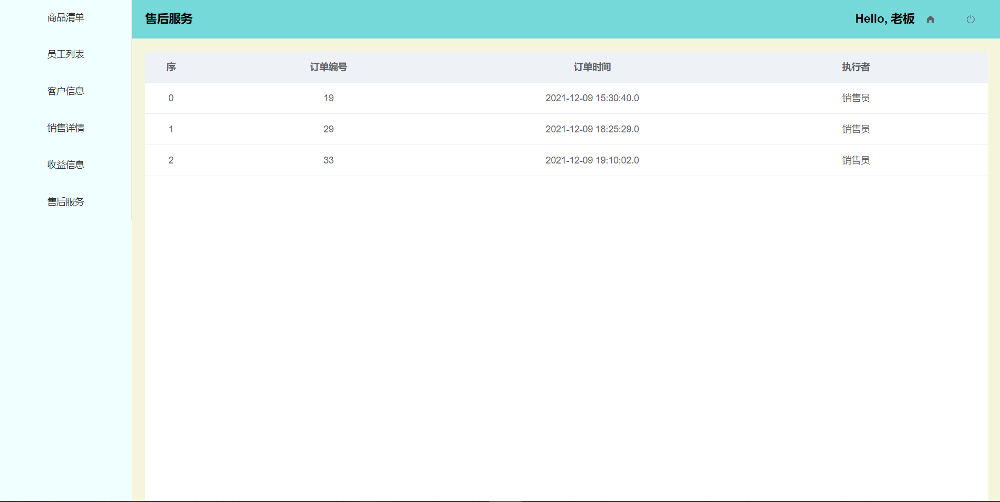 商品清单
员工列表
客户信息
销售详情
收益信息
售后服务
售后服务 Hello, 老板
序 订单编号 订单时间 执行者
0 19 2021-12-09 15:30:40.0 销售员
1 29 2021-12-09 18:25:29.0 销售员
2 33 2021-12-09 19:10:02.0 销售员